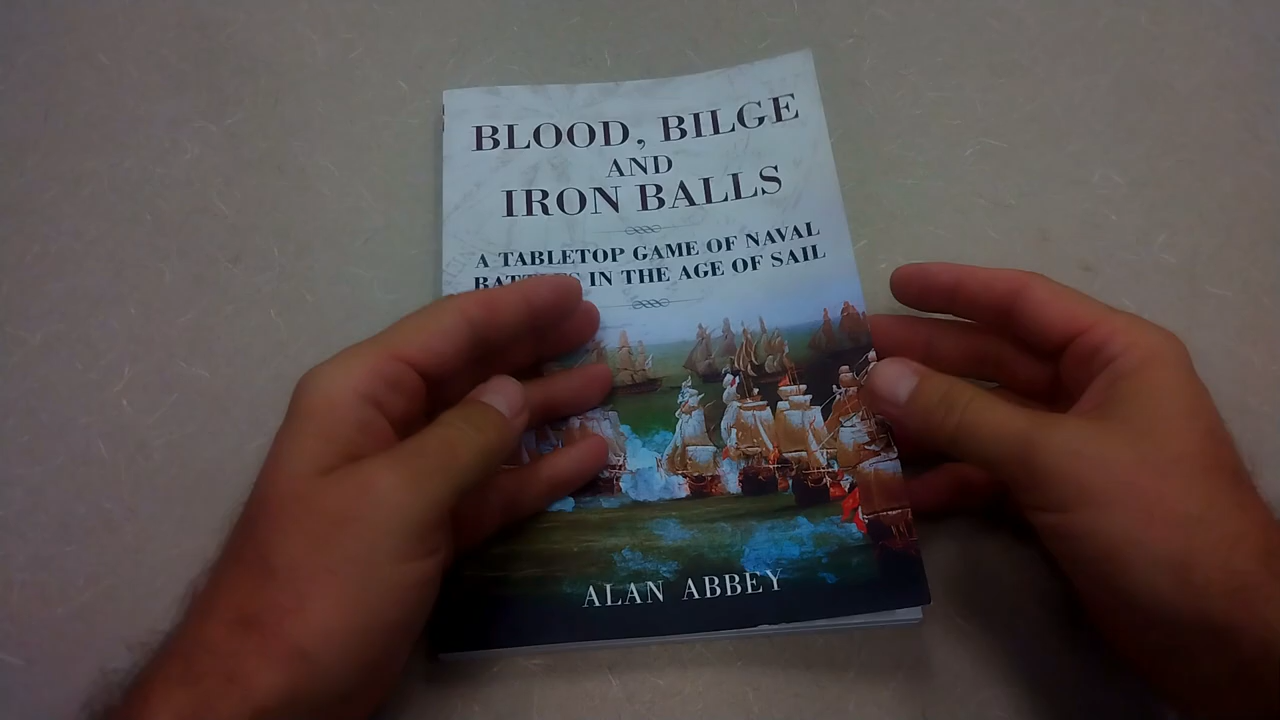 BLOOD, BILGE
AND
IRON BALLS
A TABLETOP GAME OF NAVAL
IN THE AGE OF SAIL
ALAN ABBEY